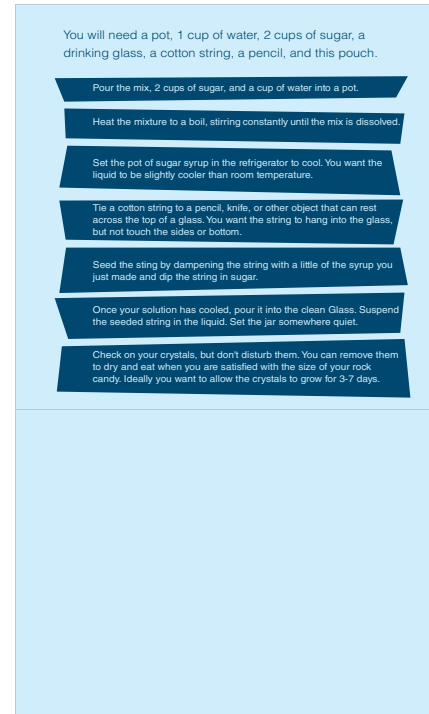 You will need a pot, 1 cup of water, 2 cups of sugar, a
drinking glass, a cotton string, a pencil, and this pouch.
Pour the mix, 2 cups of sugar, and a cup of water into a pot.
Heat the mixture to a boil, stirring constantly until the mix is dissolved.
Set the pot of sugar syrup in the refrigerator to cool. You want the
liquid to be slightly cooler than room temperature.
Tie a cotton string to a pencil, knife, or other object that can rest
across the top of a glass. You want the string to hang into the glass,
but not touch the sides or bottom.
Seed the sting by dampening the string with a little of the syrup you
just made and dip the string in sugar.
Once your solution has cooled, pour it into the clean Glass. Suspend
the seeded string in the liquid. Set the jar somewhere quiet.
Check on your crystals, but don't disturb them. You can remove them
to dry and eat when you are satisfied with the size of your rock
candy. Ideally you want to allow the crystals to grow for 3-7 days.